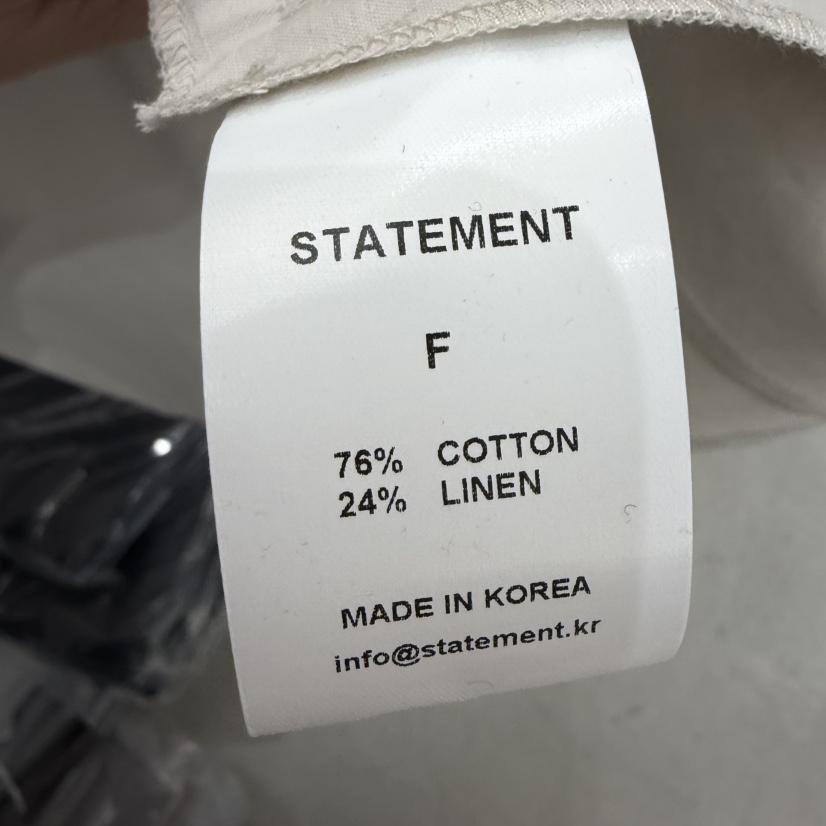 STATEMENT
F
76% COTTON
24% LINEN
MADE IN KOREA
info@statement.kr